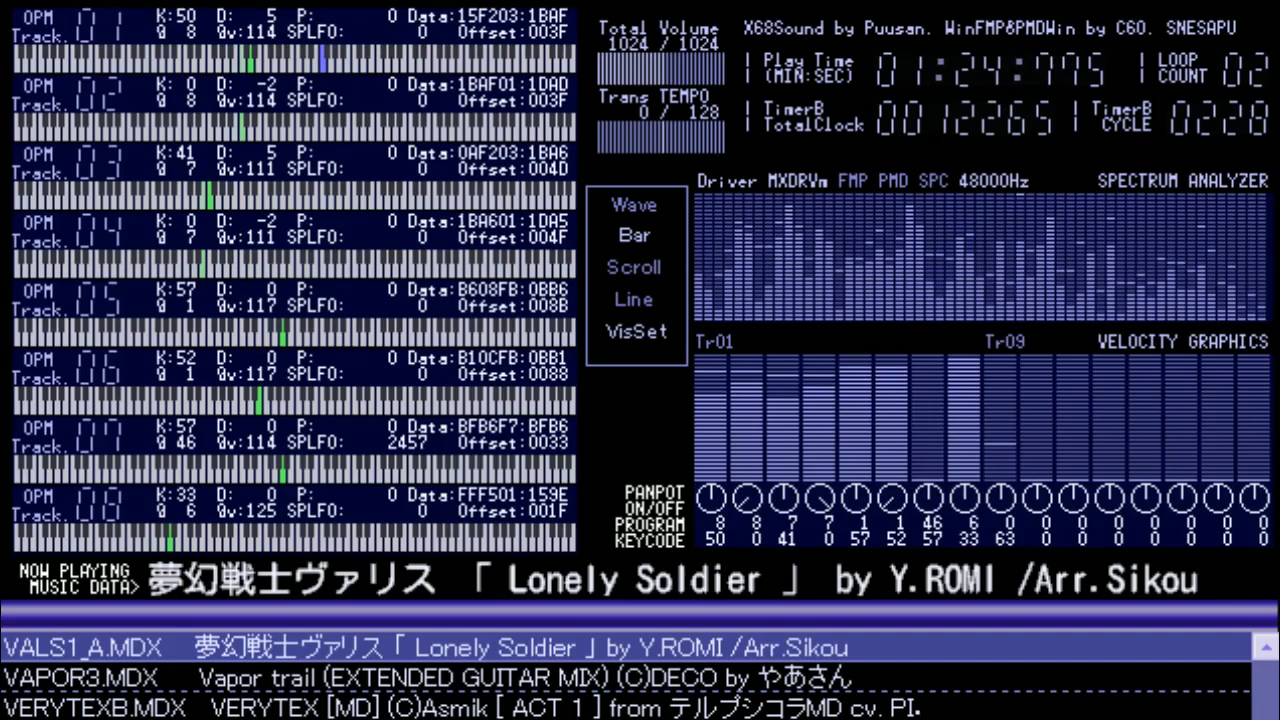 OPM K:50 D: 5 P: 0 Data:15F203:1BAF
Track. 01 @ 8 @v:114 SPLFO: 0 Offset:003F
OPM K: 0 D: -2 P: 0 Data:1BAF01:1DAD
Track. 02 @ 8 @v:114 SPLFO: 0 Offset:003F
OPM K:41 D: 5 P: 0 Data:0AF203:1BA6
Track. 03 @ 7 @v:111 SPLFO: 0 Offset:004D
OPM K: 0 D: -2 P: 0 Data:1BA601:1DA5
Track. 04 @ 7 @v:111 SPLFO: 0 Offset:004F
OPM K:57 D: 0 P: 0 Data:B608FB:0BB6
Track. 05 @ 1 @v:117 SPLFO: 0 Offset:008B
OPM K:52 D: 0 P: 0 Data:B10CFB:0BB1
Track. 06 @ 1 @v:117 SPLFO: 0 Offset:0088
OPM K:57 D: 0 P: 0 Data:BFB6F7:BFB6
Track. 07 @ 46 @v:114 SPLFO: 2457 Offset:0033
OPM K:33 D: 0 P: 0 Data:FFF501:159E
Track. 08 @ 6 @v:125 SPLFO: 0 Offset:001F
Total Volume
1024 / 1024
Trans TEMPO
0 / 128
X68Sound by Puusan. WinFMP&PMDWin by C60. SNESAPU
Play Time (MIN:SEC) 01:24:775 LOOP COUNT 02
TimerB TotalClock 0012265 TimerB CYCLE 0228
Wave
Bar
Scroll
Line
VisSet
Driver MXDRVm FMP PMD SPC 48000Hz SPECTRUM ANALYZER
Tr01 Tr09 VELOCITY GRAPHICS
PANPOT
ON/OFF
PROGRAM 8 8 7 7 1 1 46 6 0 0 0 0 0 0 0 0
KEYCODE 50 0 41 0 57 52 57 33 63 0 0 0 0 0 0 0
NOW PLAYING
MUSIC DATA> 夢幻戦士ヴァリス 「 Lonely Soldier 」 by Y.ROMI /Arr.Sikou
VALS1_A.MDX 夢幻戦士ヴァリス「 Lonely Soldier 」by Y.ROMI /Arr.Sikou
VAPOR3.MDX Vapor trail (EXTENDED GUITAR MIX) (C)DECO by やあさん
VERYTEXB.MDX VERYTEX [MD] (C)Asmik [ ACT 1 ] from テルプシコラMD cv. PI.